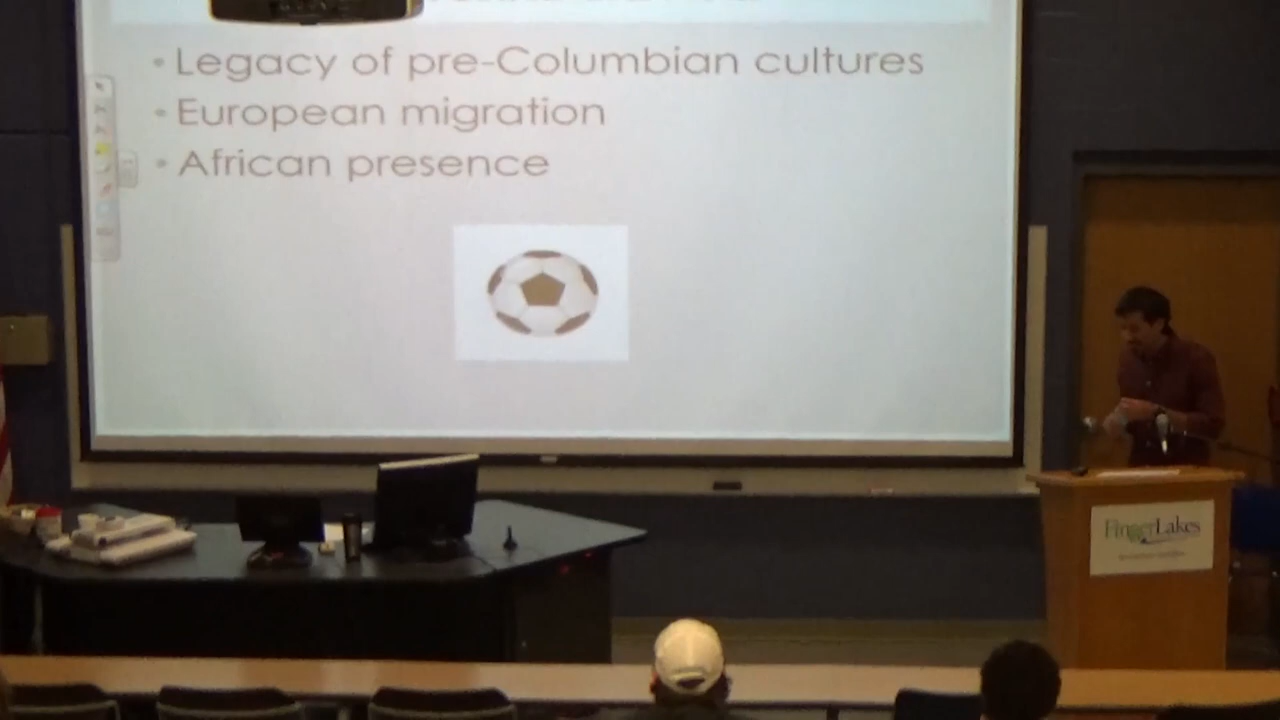 Legacy of pre-Columbian cultures
European migration
African presence
FingerLakes